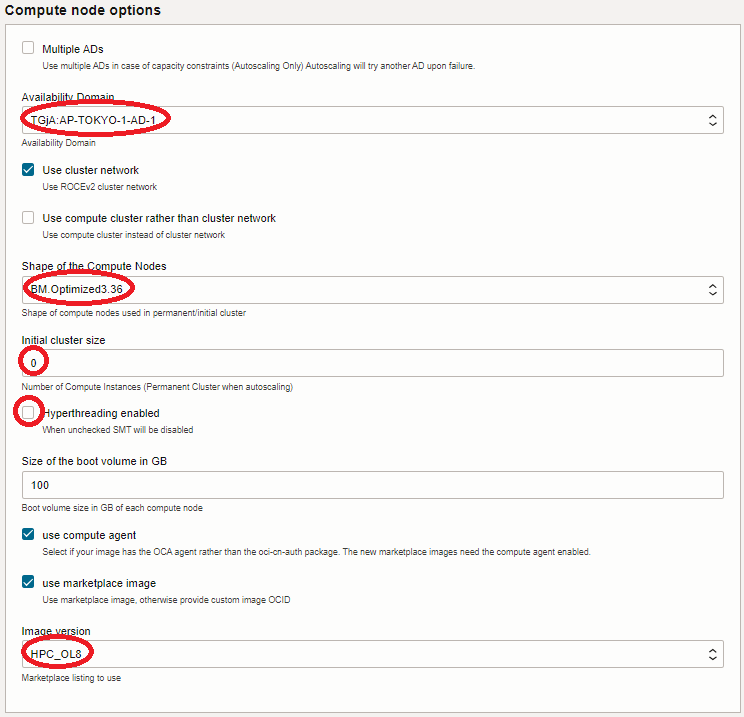 Compute node options
Multiple ADs
Use multiple ADs in case of capacity constraints (Autoscaling Only) Autoscaling will try another AD upon failure.
Availability Domain
TGjA:AP-TOKYO-1-AD-1
Availability Domain
Use cluster network
Use ROCEv2 cluster network
Use compute cluster rather than cluster network
Use compute cluster instead of cluster network
Shape of the Compute Nodes
BM.Optimized3.36
Shape of compute nodes used in permanent/initial cluster
Initial cluster size
0
Number of Compute Instances (Permanent Cluster when autoscaling)
Hyperthreading enabled
When unchecked SMT will be disabled
Size of the boot volume in GB
100
Boot volume size in GB of each compute node
use compute agent
Select if your image has the OCA agent rather than the oci-cn-auth package. The new marketplace images need the compute agent enabled.
use marketplace image
Use marketplace image, otherwise provide custom image OCID
Image version
HPC_OL8
Marketplace listing to use